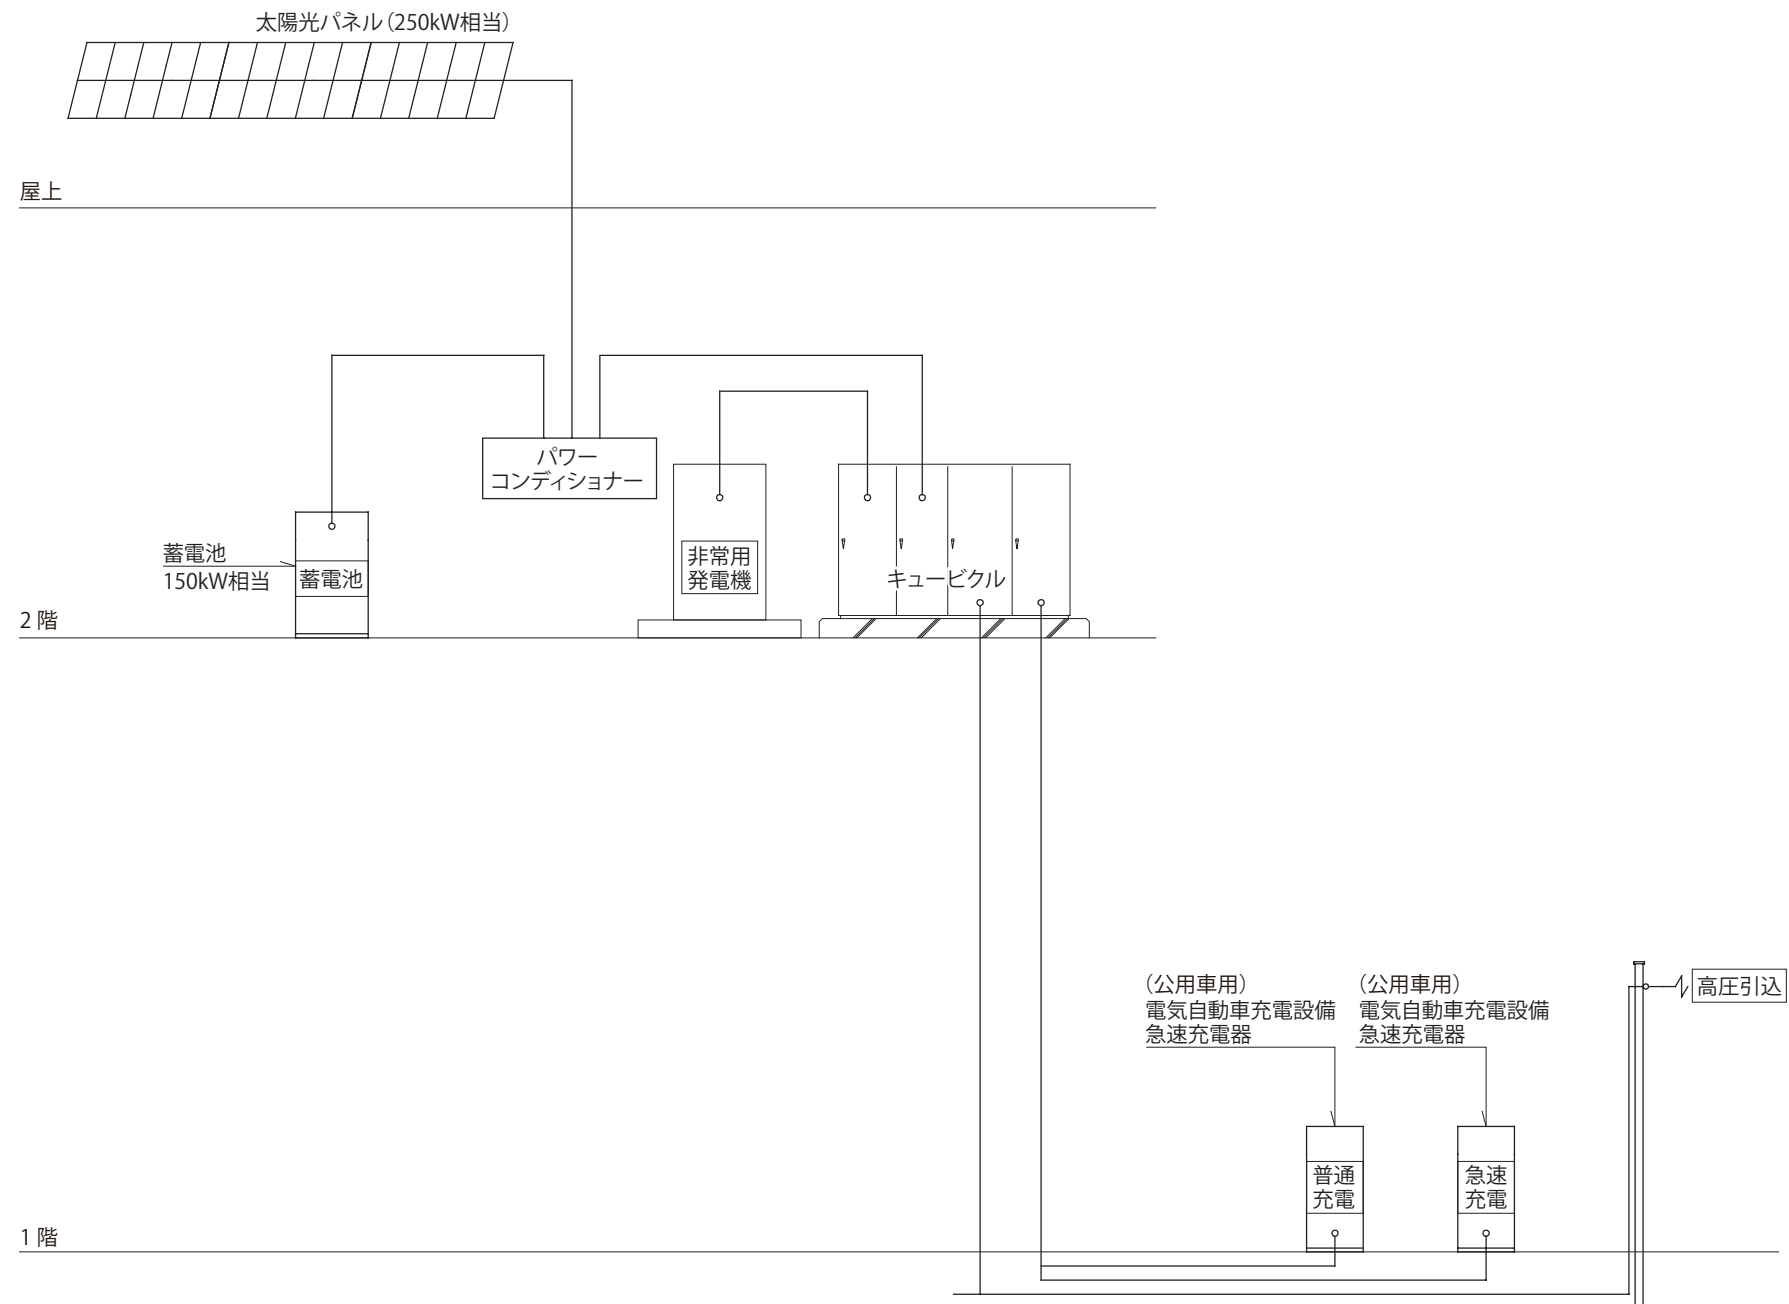 太陽光パネル（250kW相当）
屋上
パワー
コンディショナー
蓄電池
150kW相当
蓄電池
非常用
発電機
キュービクル
2 階
（公用車用）
電気自動車充電設備
急速充電器
（公用車用）
電気自動車充電設備
急速充電器
高圧引込
普通
充電
急速
充電
1 階